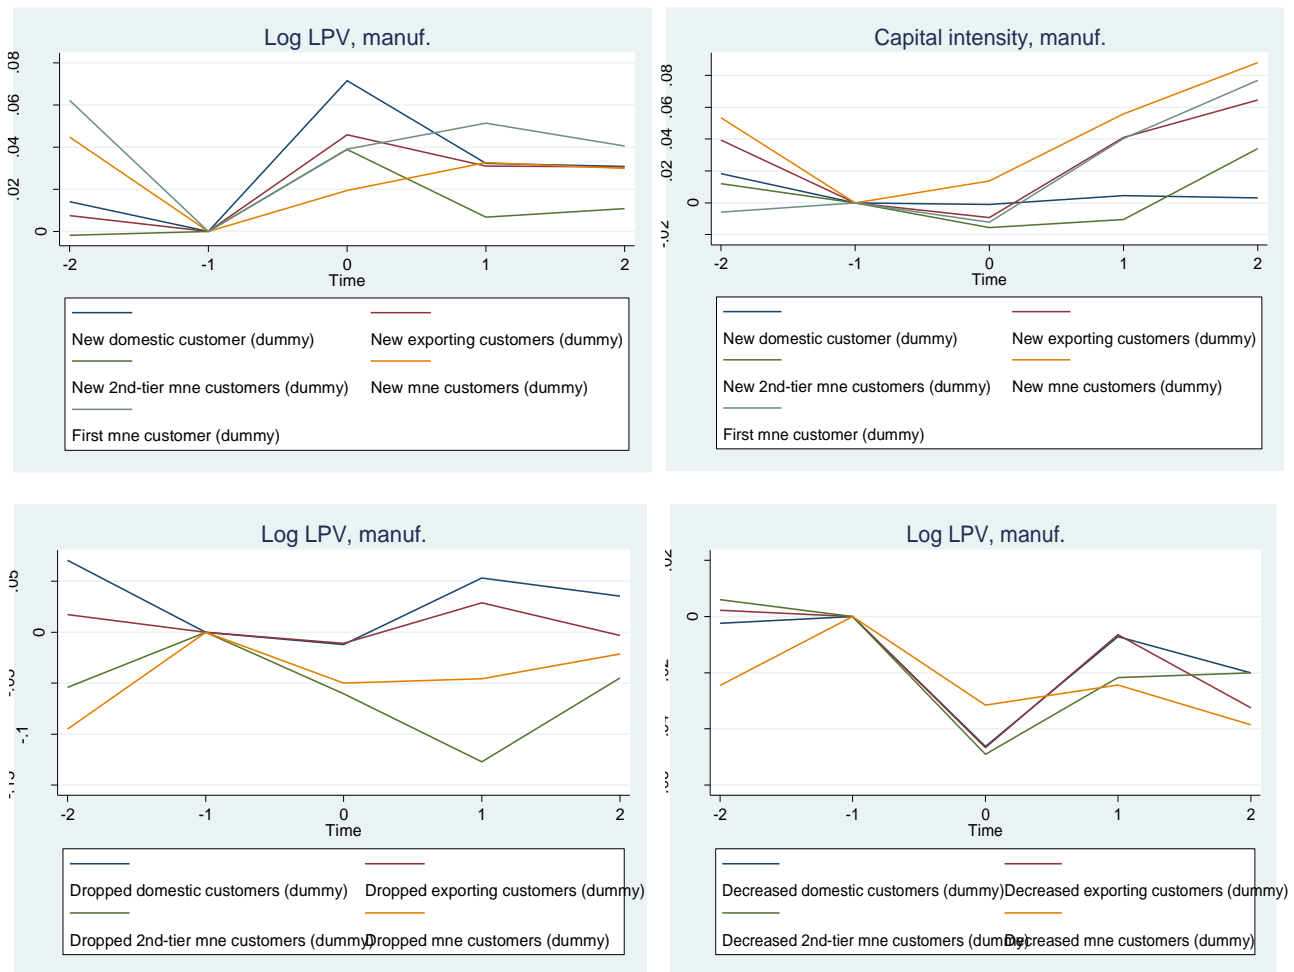 Log LPV, manuf.
.08
.06
.04
.02
0
-2 -1 0 1 2
Time
New domestic customer (dummy) New exporting customers (dummy)
New 2nd-tier mne customers (dummy) New mne customers (dummy)
First mne customer (dummy)
Capital intensity, manuf.
.08
.06
.04
.02
0
-.02
-2 -1 0 1 2
Time
New domestic customer (dummy) New exporting customers (dummy)
New 2nd-tier mne customers (dummy) New mne customers (dummy)
First mne customer (dummy)
Log LPV, manuf.
.05
0
-.05
-.1
-.15
-2 -1 0 1 2
Time
Dropped domestic customers (dummy) Dropped exporting customers (dummy)
Dropped 2nd-tier mne customers (dummy) Dropped mne customers (dummy)
Log LPV, manuf.
.02
0
-2 -1 0 1 2
Time
Decreased domestic customers (dummy) Decreased exporting customers (dummy)
Decreased 2nd-tier mne customers (dummy) Decreased mne customers (dummy)